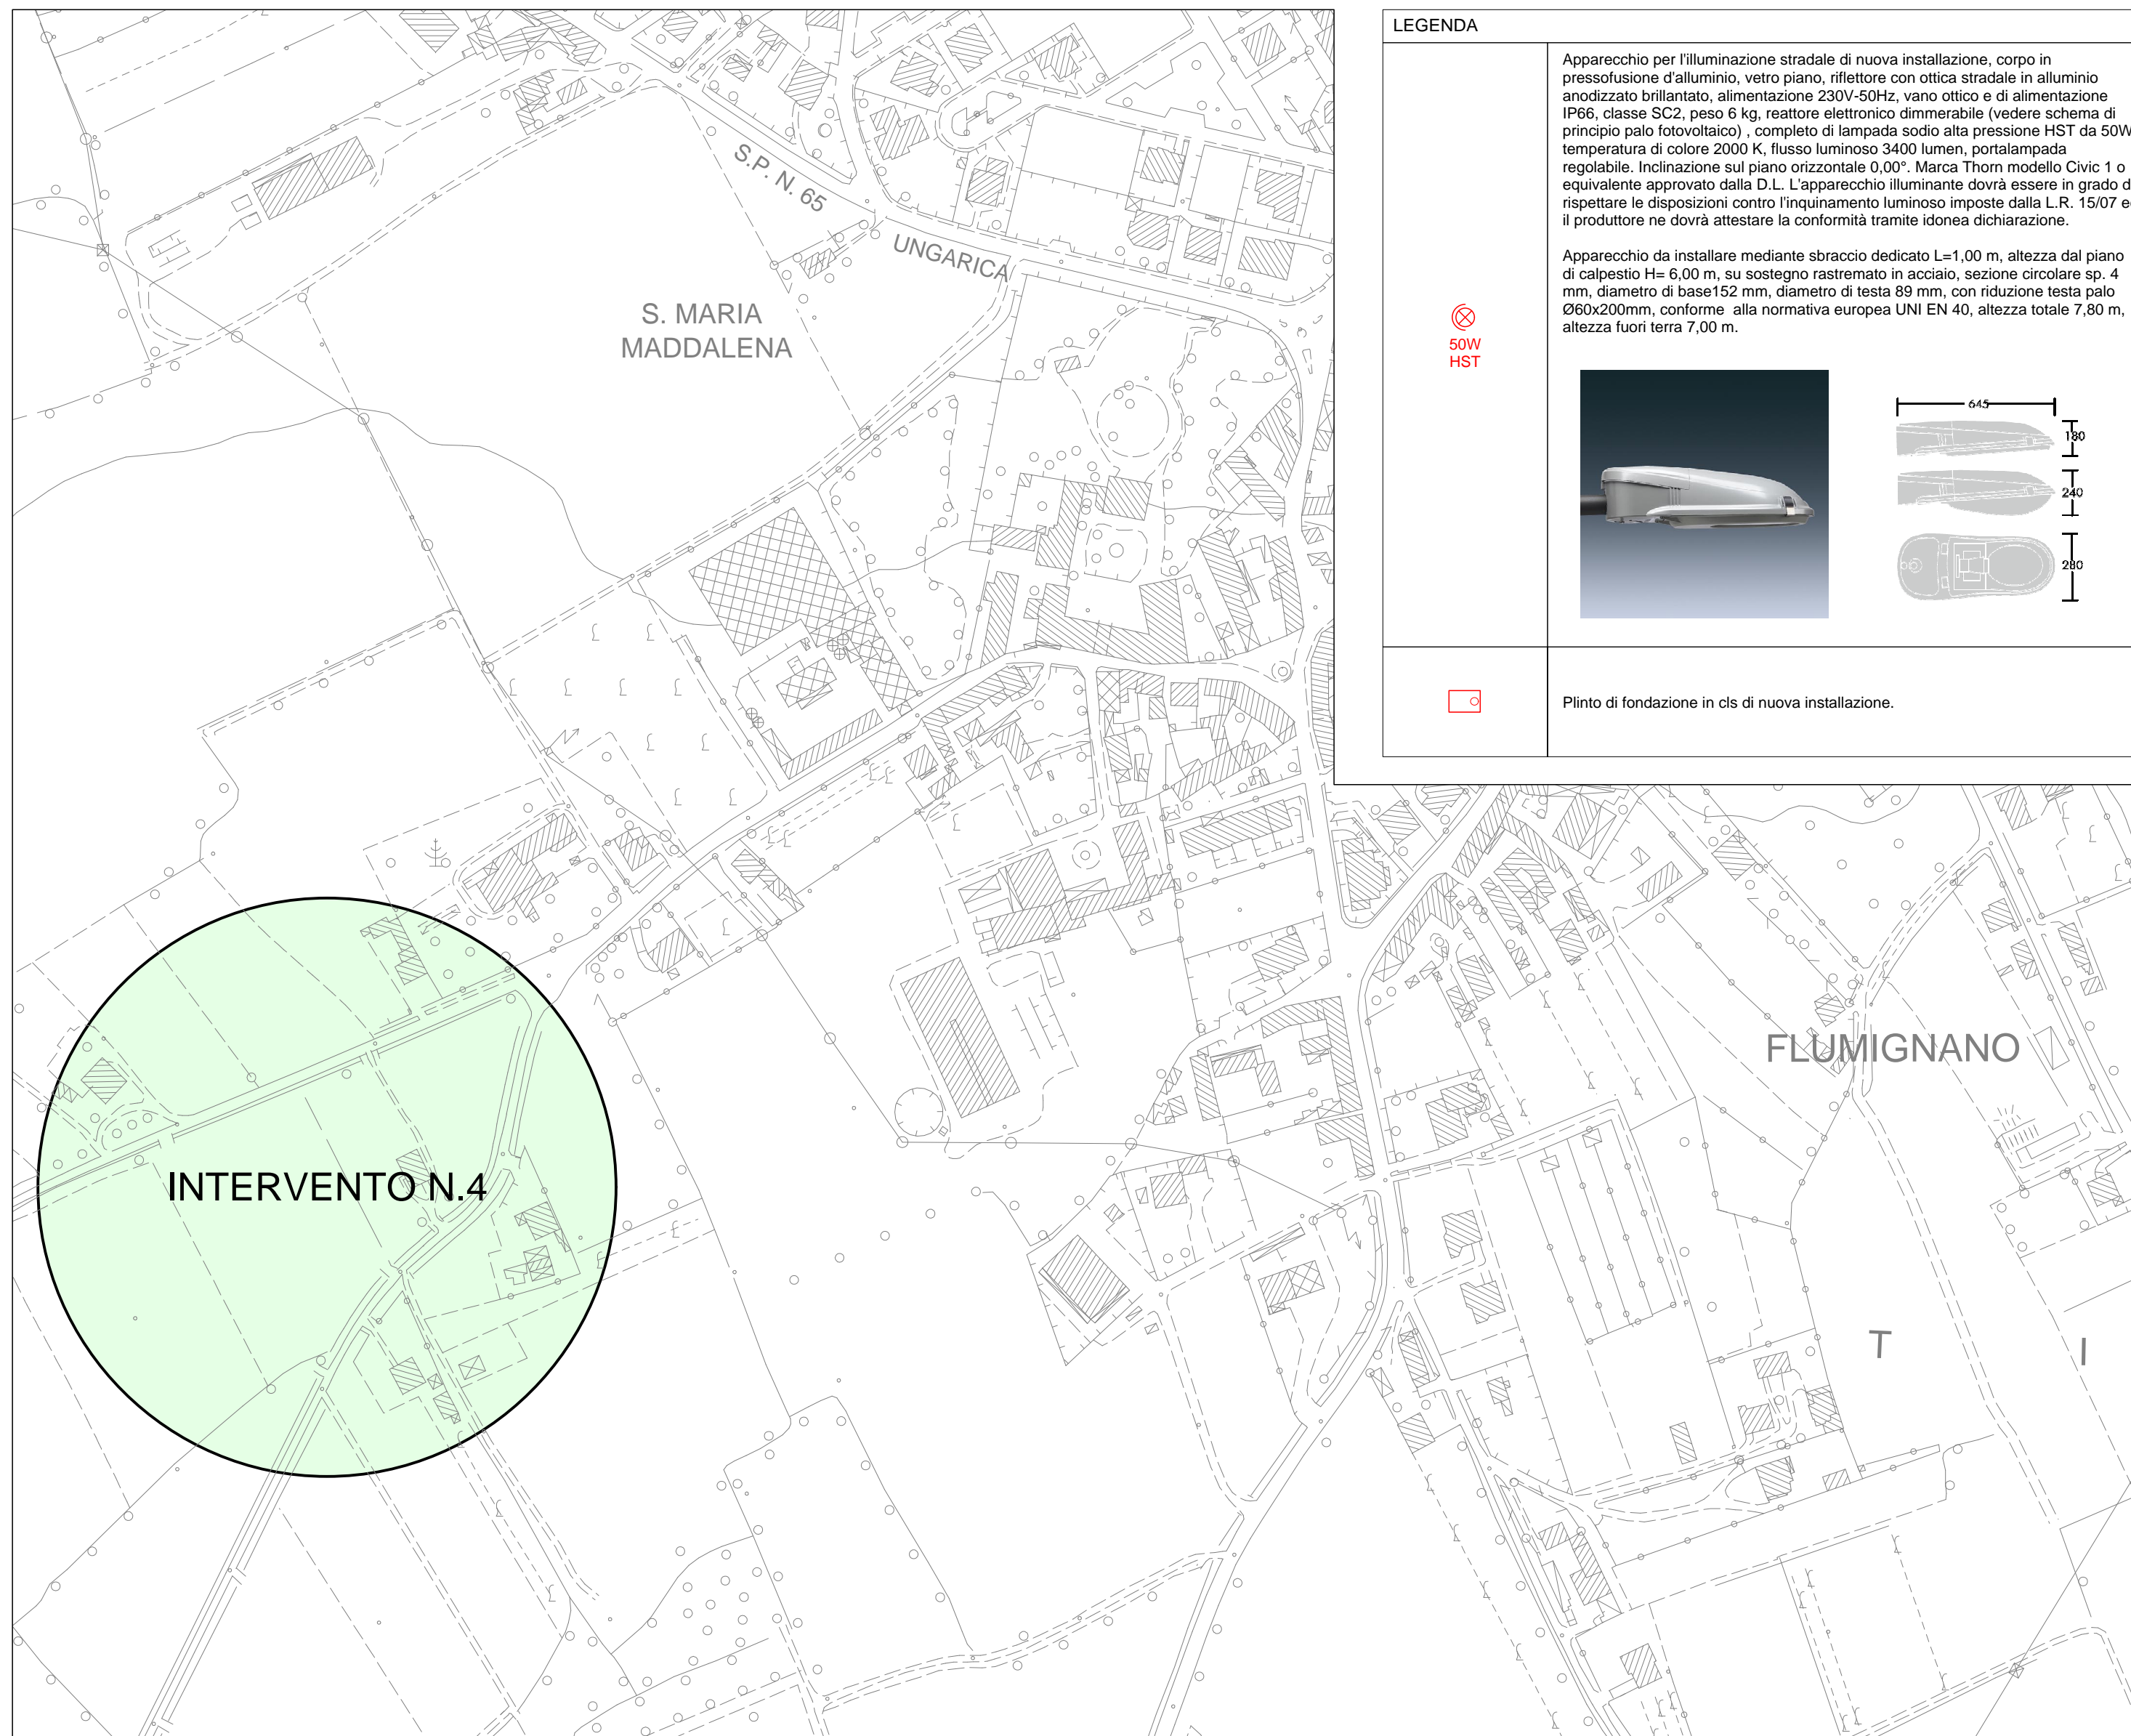 LEGENDA
Apparecchio per l'illuminazione stradale di nuova installazione, corpo in
pressofusione d'alluminio, vetro piano, riflettore con ottica stradale in alluminio
anodizzato brillantato, alimentazione 230V-50Hz, vano ottico e di alimentazione
IP66, classe SC2, peso 6 kg, reattore elettronico dimmerabile (vedere schema di
principio palo fotovoltaico) , completo di lampada sodio alta pressione HST da 50W
temperatura di colore 2000 K, flusso luminoso 3400 lumen, portalampada
regolabile. Inclinazione sul piano orizzontale 0,00°. Marca Thorn modello Civic 1 o
equivalente approvato dalla D.L. L'apparecchio illuminante dovrà essere in grado
rispettare le disposizioni contro l'inquinamento luminoso imposte dalla L.R. 15/07
il produttore ne dovrà attestare la conformità tramite idonea dichiarazione.
Apparecchio da installare mediante sbraccio dedicato L=1,00 m, altezza dal piano
di calpestio H= 6,00 m, su sostegno rastremato in acciaio, sezione circolare sp. 4
mm, diametro di base152 mm, diametro di testa 89 mm, con riduzione testa palo
Ø60x200mm, conforme alla normativa europea UNI EN 40, altezza totale 7,80 m,
altezza fuori terra 7,00 m.
50W
HST
645
180
240
280
Plinto di fondazione in cls di nuova installazione.
S.P. N. 65
UNGARICA
S. MARIA
MADDALENA
FLUMIGNANO
INTERVENTO N.4
T I